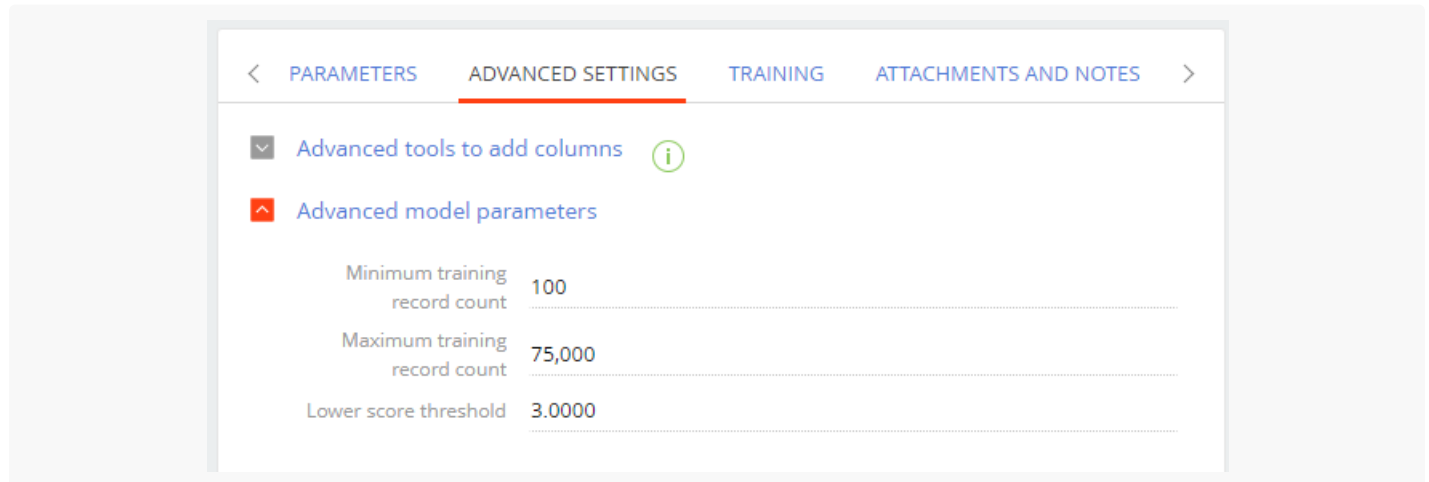 PARAMETERS ADVANCED SETTINGS TRAINING ATTACHMENTS AND NOTES
Advanced tools to add columns
Advanced model parameters
Minimum training
record count
100
Maximum training
record count
75,000
Lower score threshold 3.0000